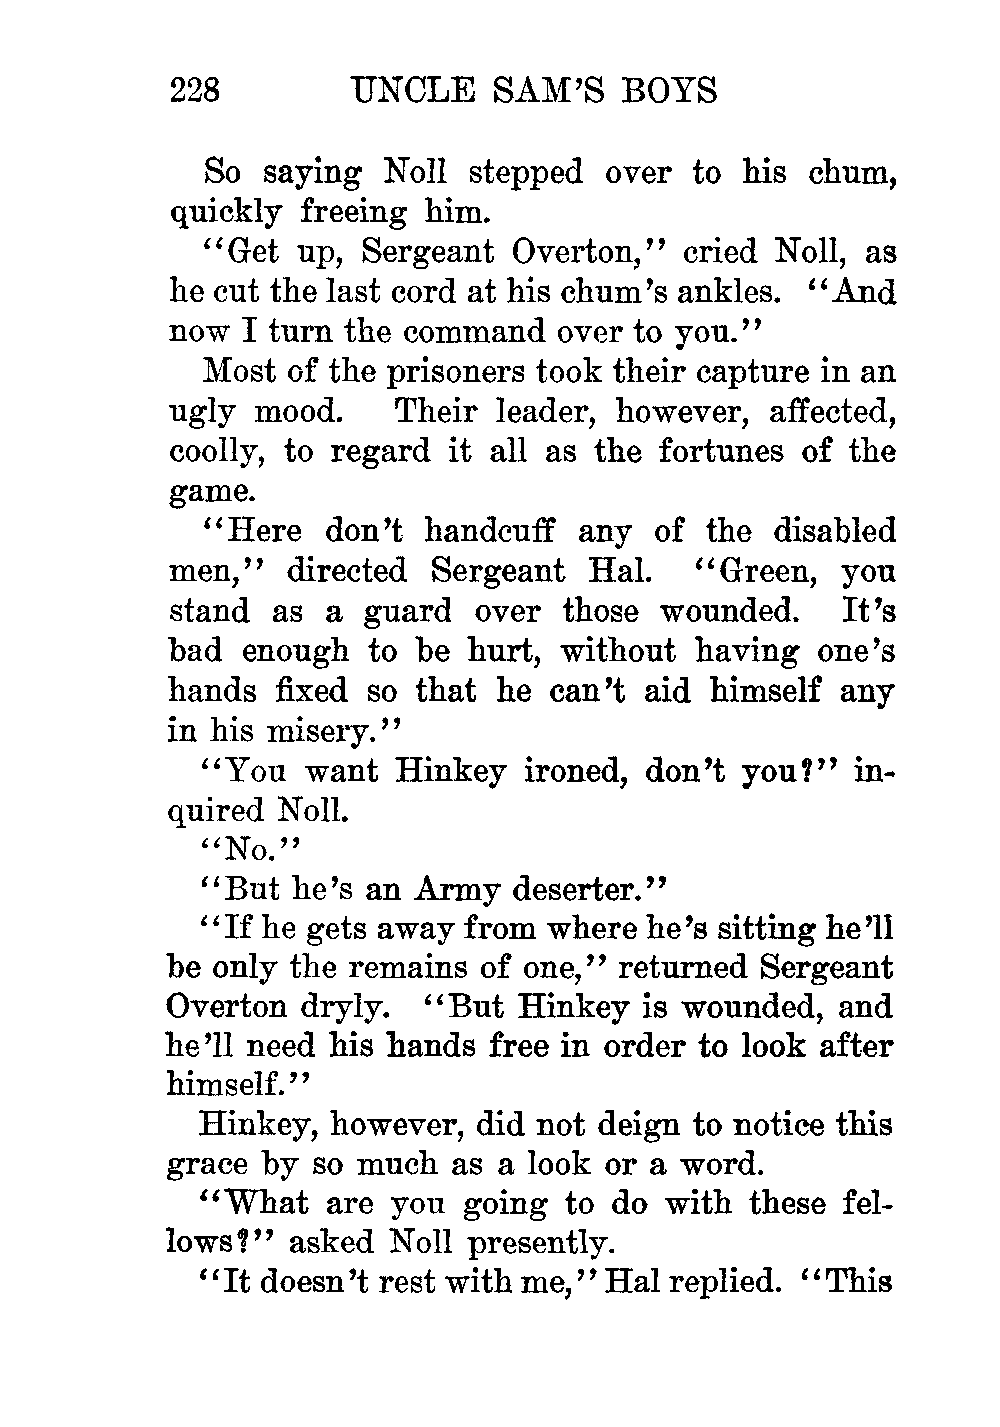 228 UNCLE SAM'S BOYS
So saying Noll stepped over to his chum,
quickly freeing him.
"Get up, Sergeant Overton," cried Noll, as
he cut the last cord at his chum's ankles. "And
now I turn the command over to you."
Most of the prisoners took their capture in an
ugly mood. Their leader, however, affected,
coolly, to regard it all as the fortunes of the
game.
"Here don't handcuff any of the disabled
men," directed Sergeant Hal. "Green, you
stand as a guard over those wounded. It's
bad enough to be hurt, without having one's
hands fixed so that he can't aid himself any
in his misery."
"You want Hinkey ironed, don't you?" in-
quired Noll.
"No."
"But he's an Army deserter."
"If he gets away from where he's sitting he'll
be only the remains of one," returned Sergeant
Overton dryly. "But Hinkey is wounded, and
he'll need his hands free in order to look after
himself."
Hinkey, however, did not deign to notice this
grace by so much as a look or a word.
"What are you going to do with these fel-
lows?" asked Noll presently.
"It doesn't rest with me," Hal replied. "This